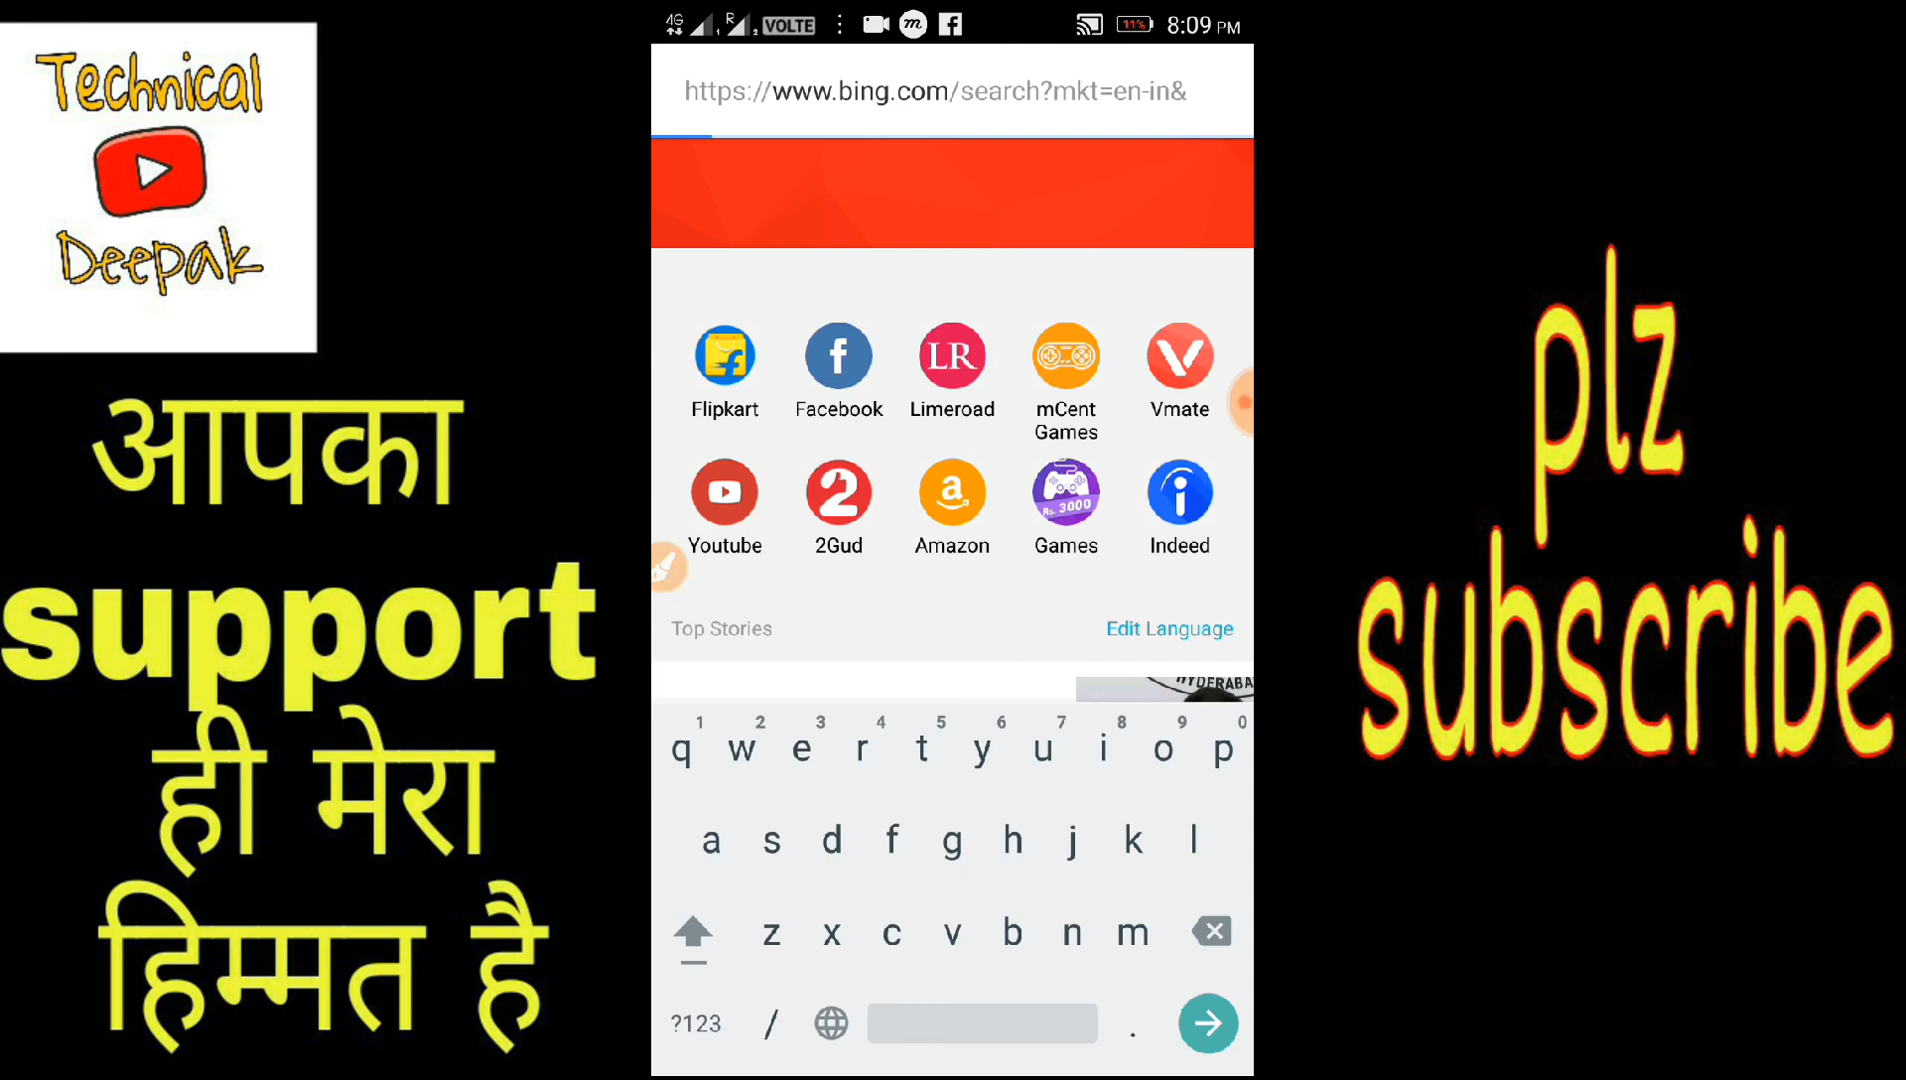 Technical
Deepak
आपका
support
ही मेरा
हिम्मत है
4G R VOLTE 11% 8:09 PM
https://www.bing.com/search?mkt=en-in&
Flipkart Facebook Limeroad mCent Games Vmate
Rs. 3000
Youtube 2Gud Amazon Games Indeed
Top Stories Edit Language
HYDERABA
1 2 3 4 5 6 7 8 9 0
q w e r t y u i o p
a s d f g h j k l
z x c v b n m
?123 / .
plz
subscribe